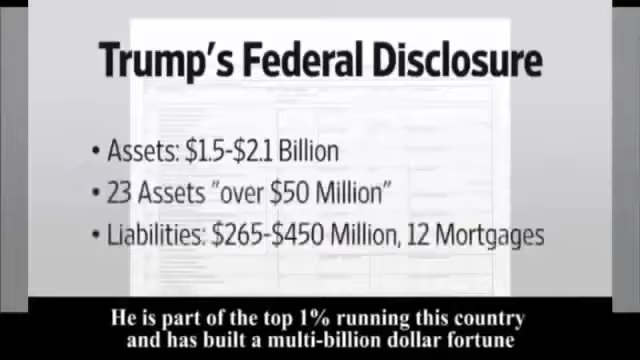 Trump's Federal Disclosure
• Assets: $1.5-$2.1 Billion
• 23 Assets "over $50 Million"
• Liabilities: $265-$450 Million, 12 Mortgages
He is part of the top 1% running this country
and has built a multi-billion dollar fortune